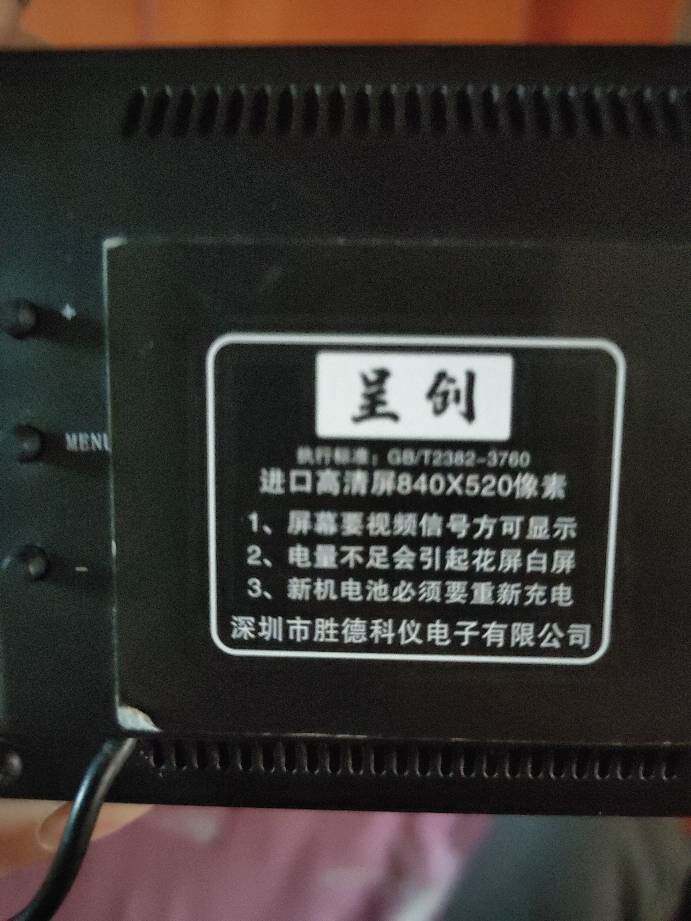 呈创
执行标准：GB/T2382-3760
进口高清屏840X520像素
1、屏幕要视频信号方可显示
2、电量不足会引起花屏白屏
3、新机电池必须要重新充电
深圳市胜德科仪电子有限公司
+
MENU
-